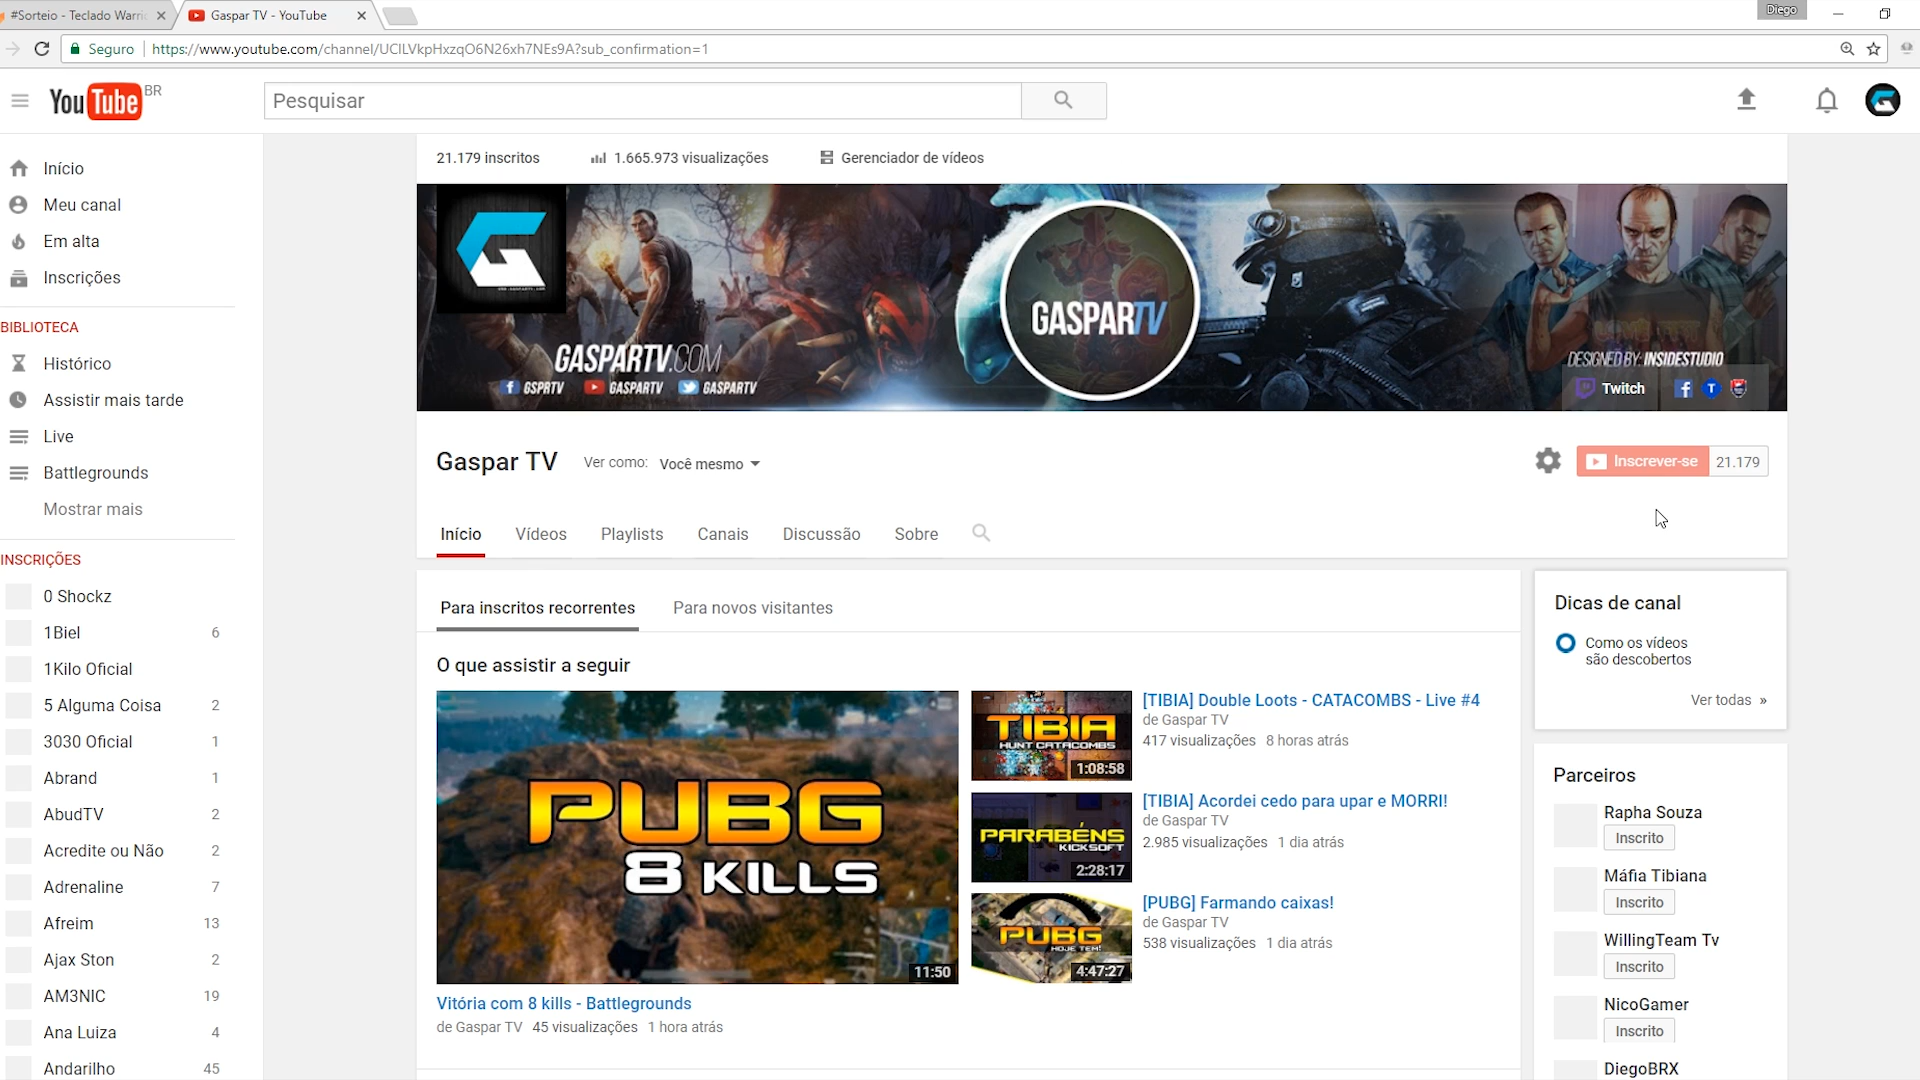 #Sorteio - Teclado Warri
Gaspar TV - YouTube
Diego
Seguro
https://www.youtube.com/channel/UCILVkpHxzqO6N26xh7NEs9A?sub_confirmation=1
YouTube BR
Pesquisar
Início
Meu canal
Em alta
Inscrições
BIBLIOTECA
Histórico
Assistir mais tarde
Live
Battlegrounds
Mostrar mais
INSCRIÇÕES
0 Shockz
1Biel 6
1Kilo Oficial
5 Alguma Coisa 2
3030 Oficial 1
Abrand 1
AbudTV 2
Acredite ou Não 2
Adrenaline 7
Afreim 13
Ajax Ston 2
AM3NIC 19
Ana Luiza 4
Andarilho 45
21.179 inscritos
1.665.973 visualizações
Gerenciador de vídeos
GASPARTV
GASPARTV.COM
GSPRTV GASPARTV GASPARTV
DESIGNED BY: INSIDESTUDIO
Twitch
Gaspar TV
Ver como: Você mesmo
Inscrever-se 21.179
Início Vídeos Playlists Canais Discussão Sobre
Para inscritos recorrentes
Para novos visitantes
O que assistir a seguir
PUBG
8 KILLS
11:50
Vitória com 8 kills - Battlegrounds
de Gaspar TV 45 visualizações 1 hora atrás
TIBIA
HUNT CATACOMBS
1:08:58
[TIBIA] Double Loots - CATACOMBS - Live #4
de Gaspar TV
417 visualizações 8 horas atrás
PARABÉNS
KICKSOFT
2:28:17
[TIBIA] Acordei cedo para upar e MORRI!
de Gaspar TV
2.985 visualizações 1 dia atrás
PUBG
HOJE TEM!
4:47:27
[PUBG] Farmando caixas!
de Gaspar TV
538 visualizações 1 dia atrás
Dicas de canal
Como os vídeos
são descobertos
Ver todas »
Parceiros
Rapha Souza
Inscrito
Máfia Tibiana
Inscrito
WillingTeam Tv
Inscrito
NicoGamer
Inscrito
DiegoBRX